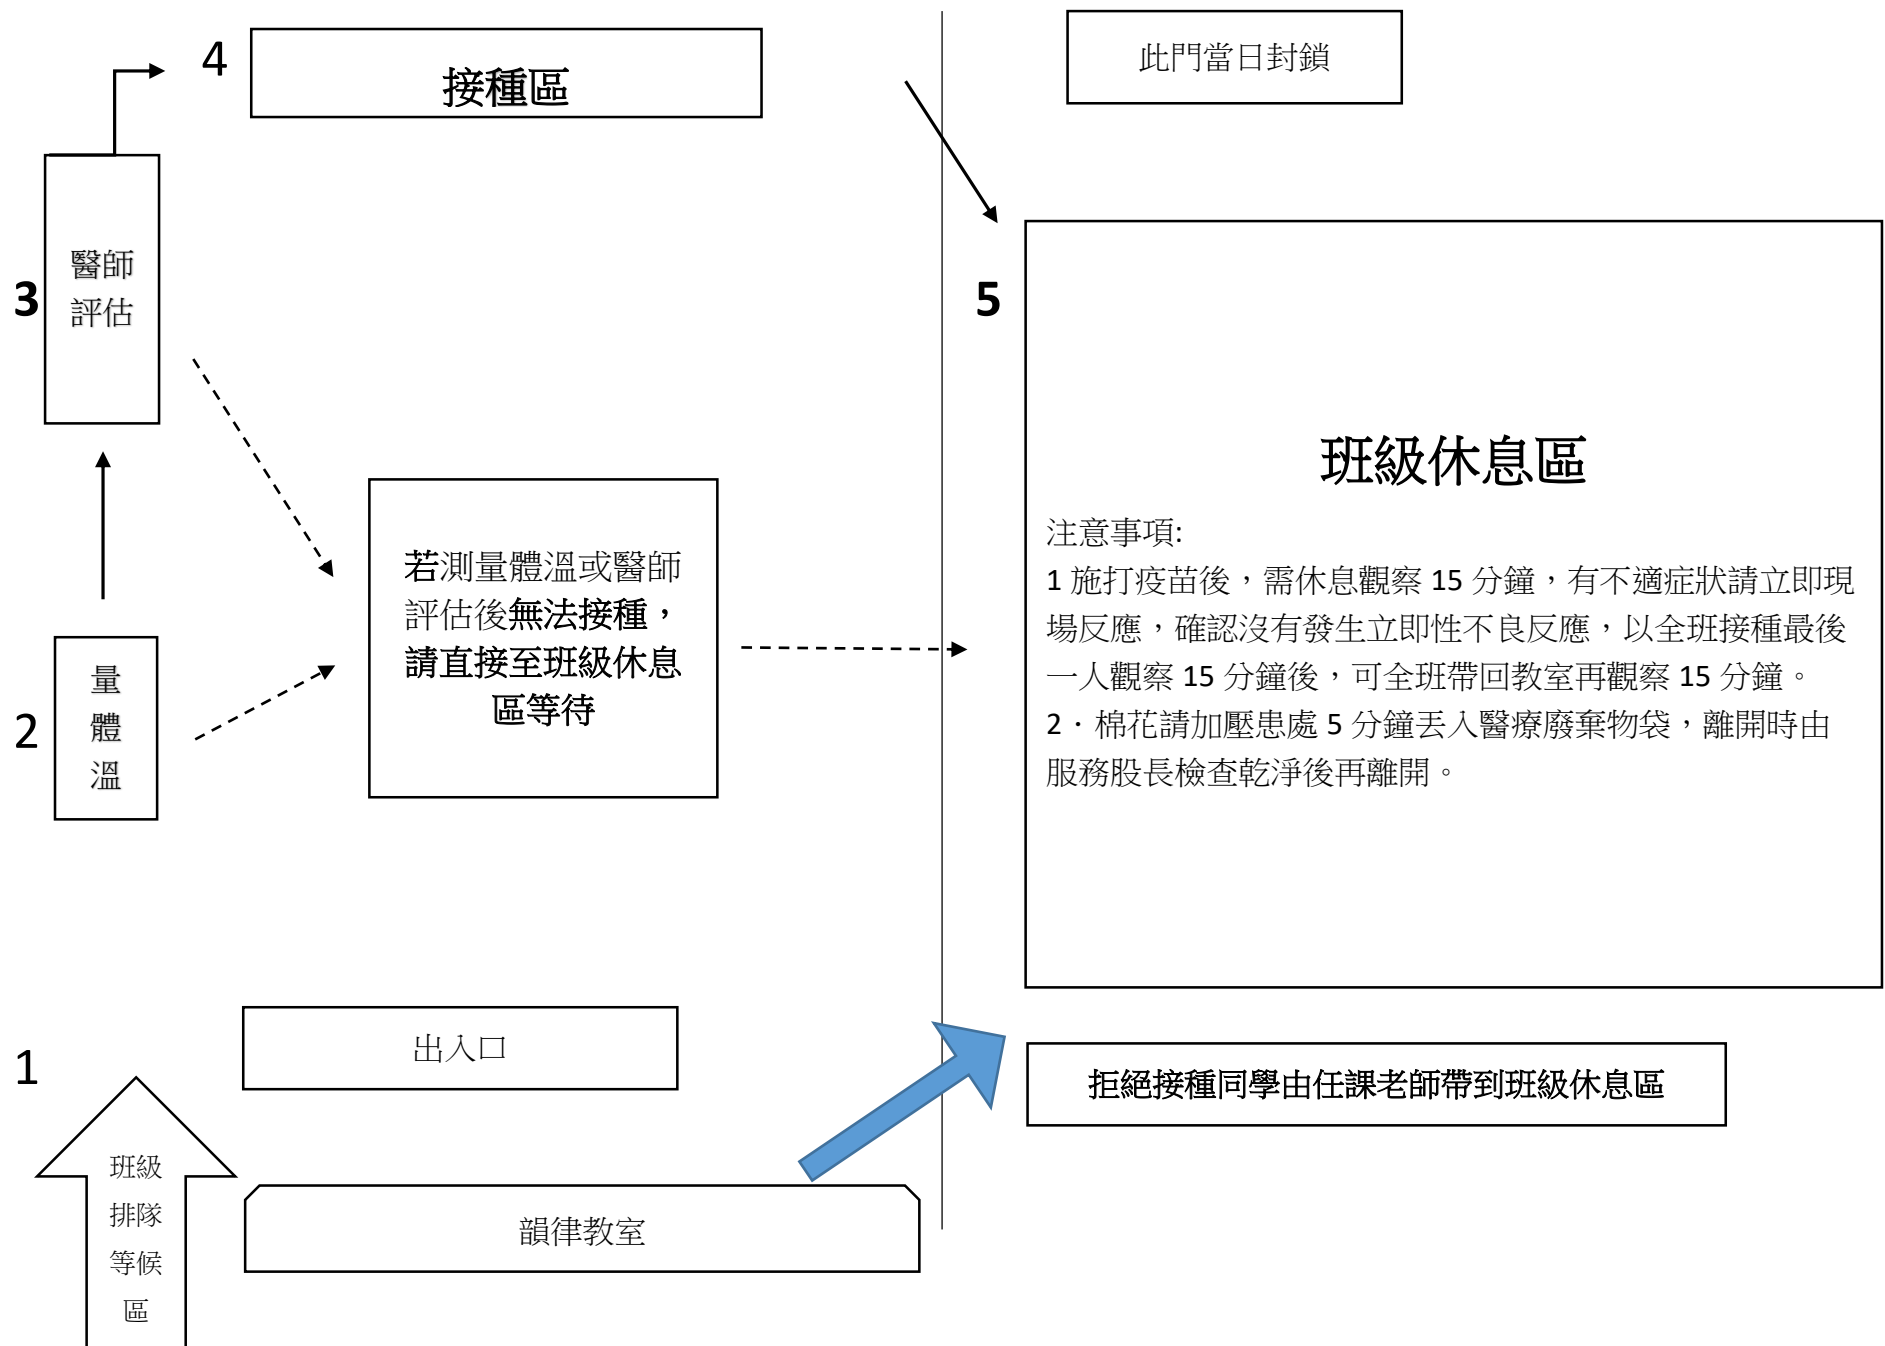 4
接種區
此門當日封鎖
3
醫師
評估
5
班級休息區
注意事項:
1 施打疫苗後，需休息觀察 15 分鐘，有不適症狀請立即現
場反應，確認沒有發生立即性不良反應，以全班接種最後
一人觀察 15 分鐘後，可全班帶回教室再觀察 15 分鐘。
2．棉花請加壓患處 5 分鐘丟入醫療廢棄物袋，離開時由
服務股長檢查乾淨後再離開。
若測量體溫或醫師
評估後無法接種，
請直接至班級休息
區等待
2
量
體
溫
1
出入口
拒絕接種同學由任課老師帶到班級休息區
班級
排隊
等候
區
韻律教室